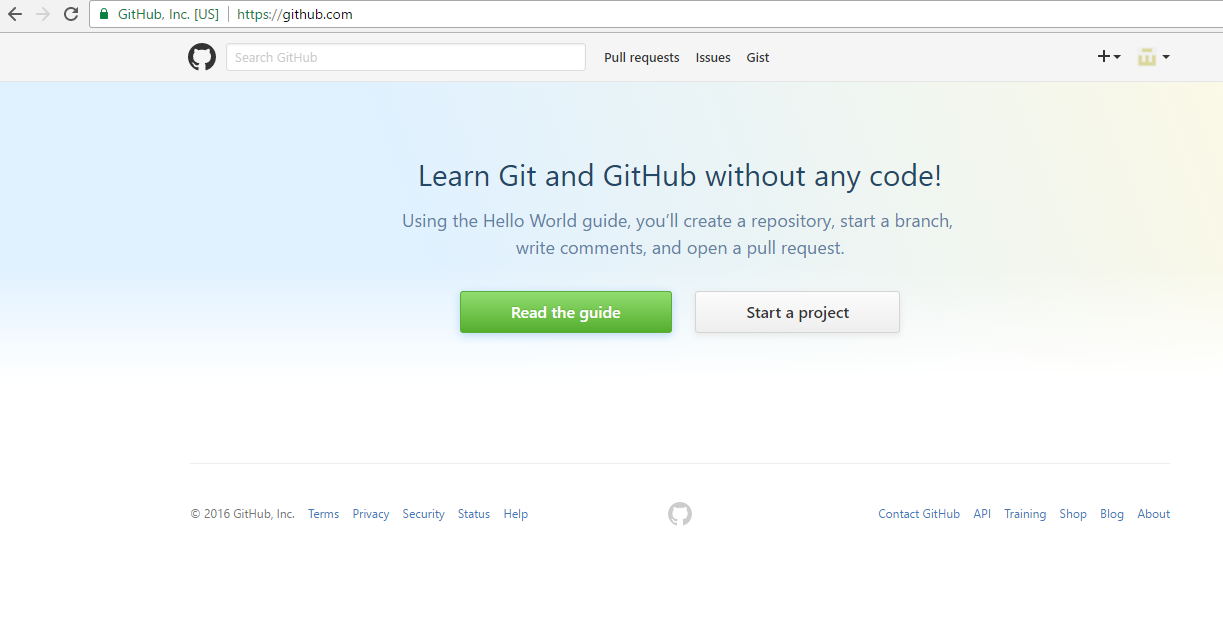 GitHub, Inc. [US] https://github.com
Search GitHub Pull requests Issues Gist
Learn Git and GitHub without any code!
Using the Hello World guide, you’ll create a repository, start a branch,
write comments, and open a pull request.
Read the guide Start a project
© 2016 GitHub, Inc. Terms Privacy Security Status Help Contact GitHub API Training Shop Blog About